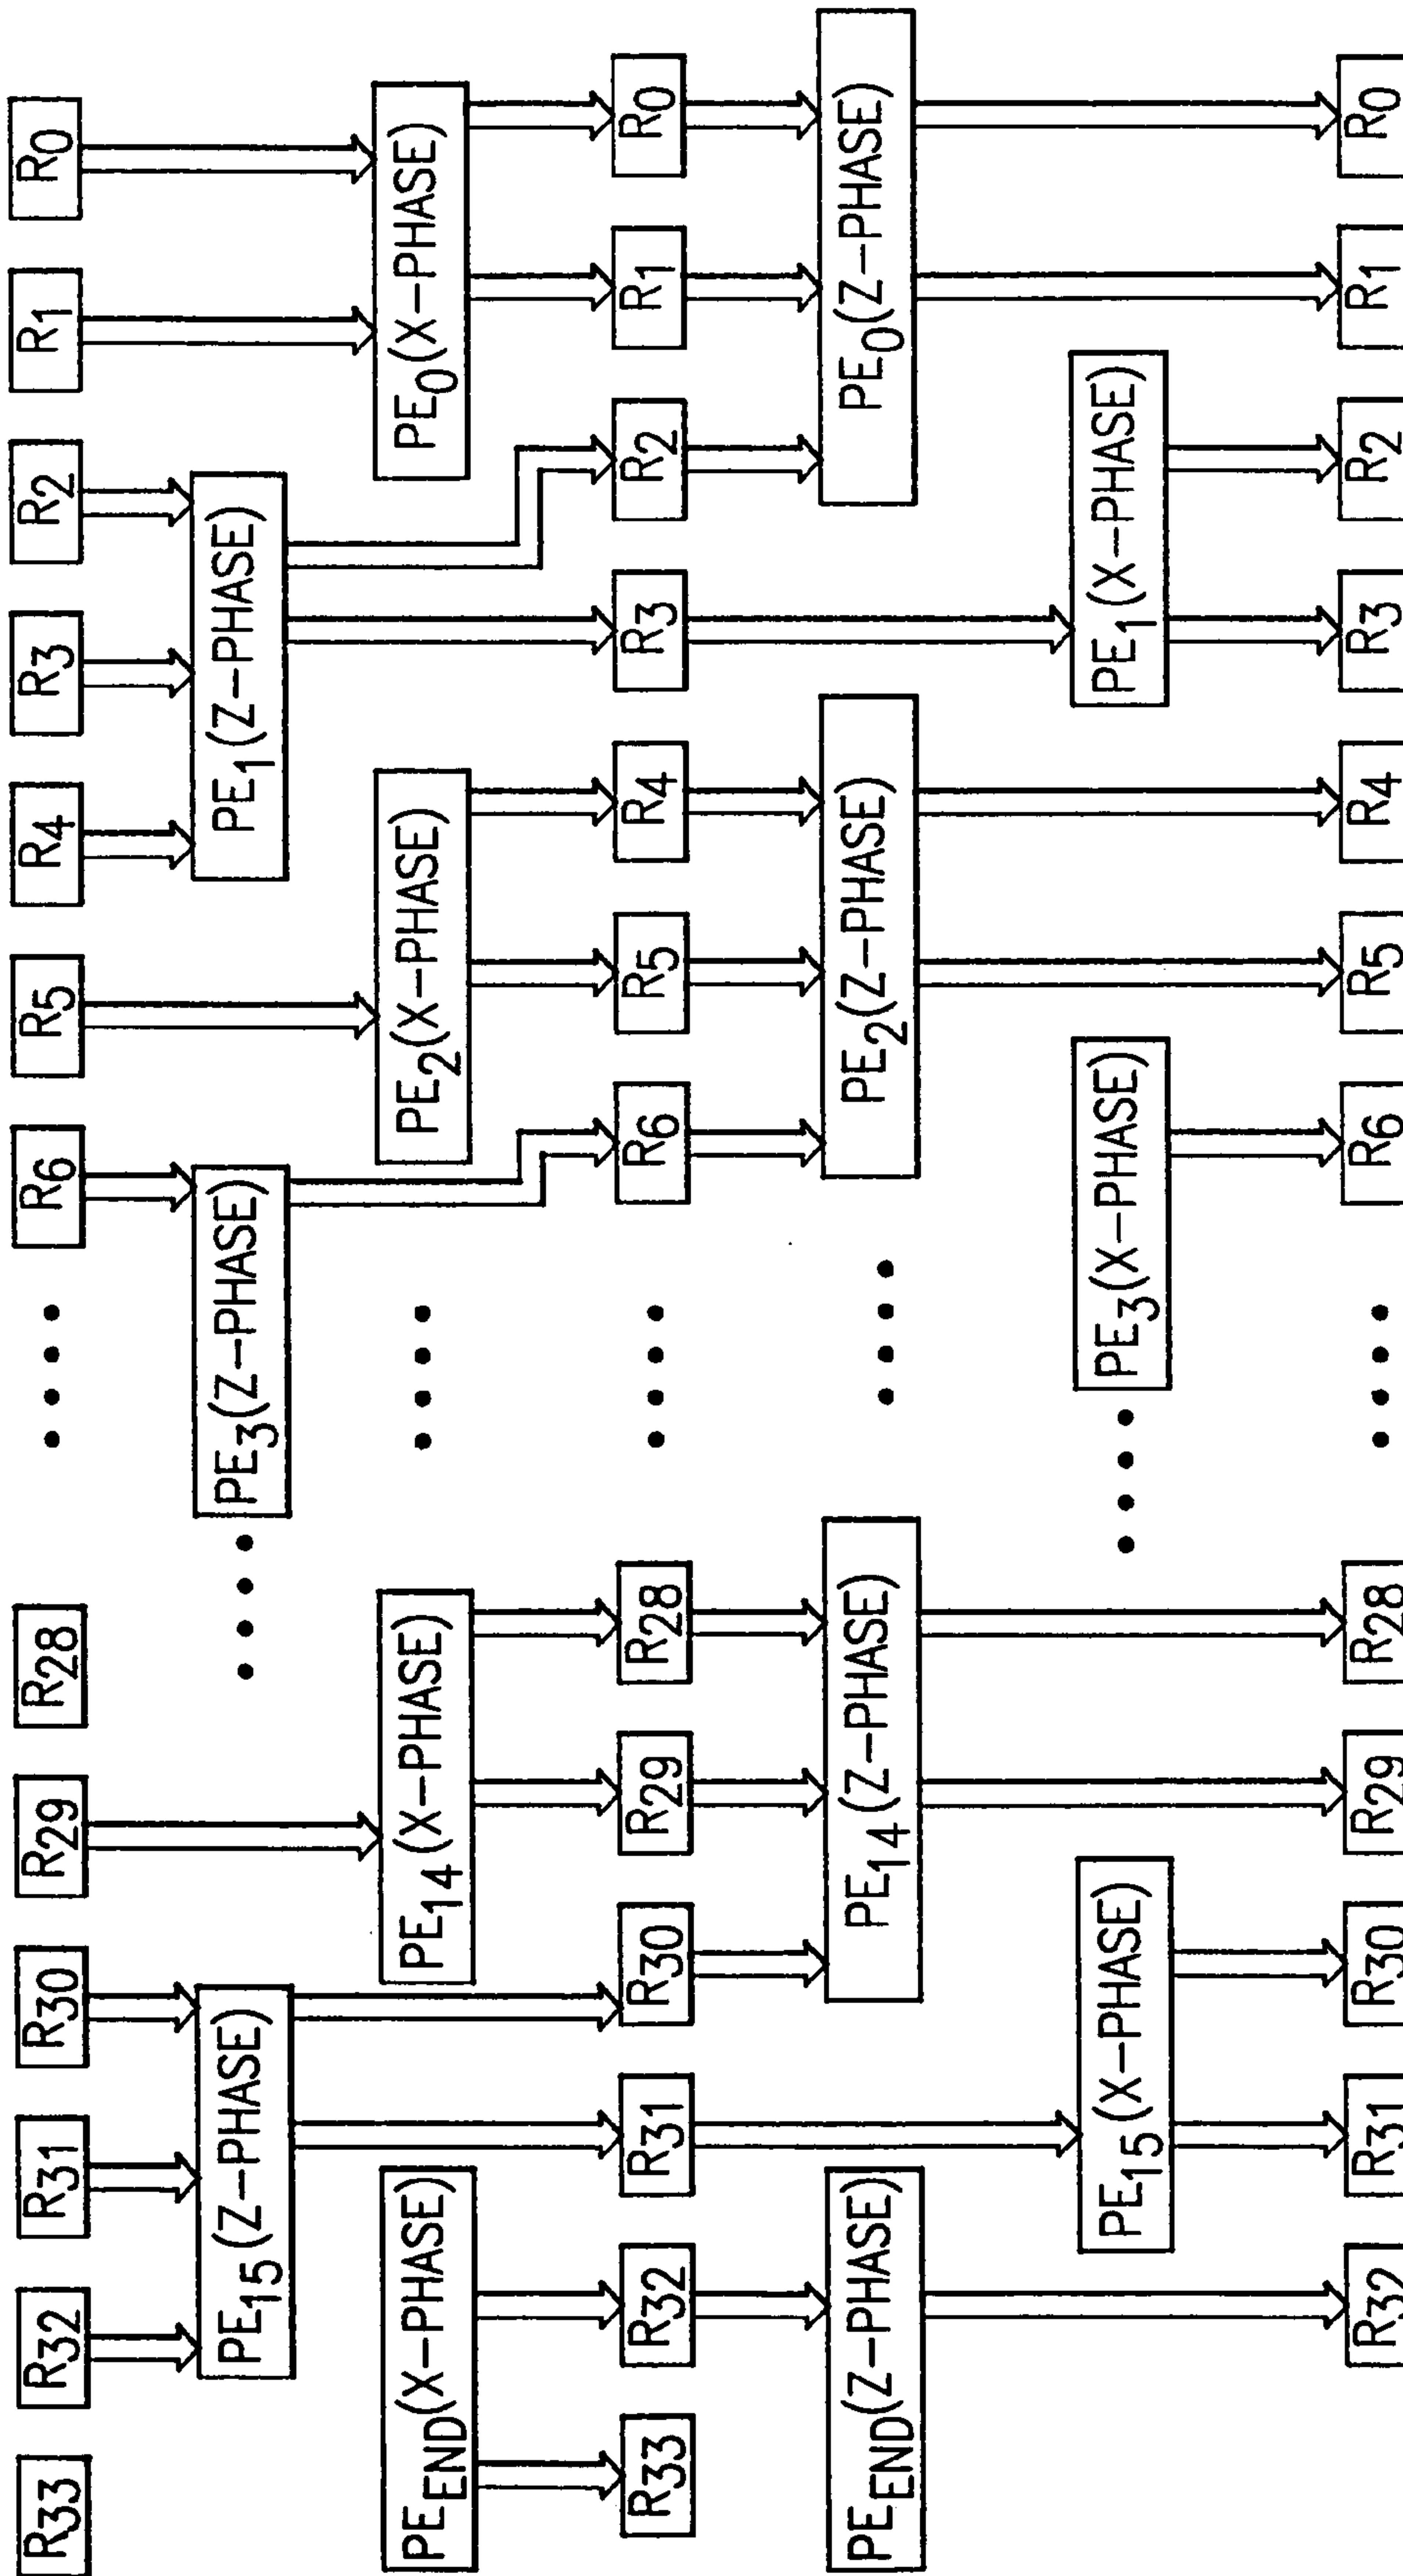 R33 R32 R31 R30 R29 R28 •••• R6 R5 R4 R3 R2 R1 R0
PE15(Z-PHASE) •••• PE3(Z-PHASE) PE1(Z-PHASE)
PEEND(X-PHASE) PE14(X-PHASE) •••• PE2(X-PHASE) PE0(X-PHASE)
R33 R32 R31 R30 R29 R28 •••• R6 R5 R4 R3 R2 R1 R0
PEEND(Z-PHASE) PE14(Z-PHASE) •••• PE2(Z-PHASE) PE0(Z-PHASE)
PE15(X-PHASE) •••• PE3(X-PHASE) PE1(X-PHASE)
R32 R31 R30 R29 R28 •••• R6 R5 R4 R3 R2 R1 R0